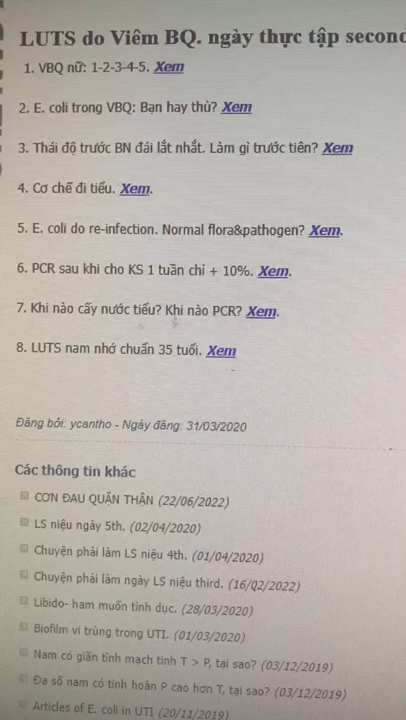 LUTS do Viêm BQ. ngày thực tập second
1. VBQ nữ: 1-2-3-4-5. Xem
2. E. coli trong VBQ: Bạn hay thù? Xem
3. Thái độ trước BN đái lắt nhắt. Làm gì trước tiên? Xem
4. Cơ chế đi tiểu. Xem.
5. E. coli do re-infection. Normal flora&pathogen? Xem.
6. PCR sau khi cho KS 1 tuần chỉ + 10%. Xem.
7. Khi nào cấy nước tiểu? Khi nào PCR? Xem.
8. LUTS nam nhớ chuẩn 35 tuổi. Xem
Đăng bởi: ycantho - Ngày đăng: 31/03/2020
Các thông tin khác
CƠN ĐAU QUẶN THẬN (22/06/2022)
LS niệu ngày 5th. (02/04/2020)
Chuyện phải làm LS niệu 4th. (01/04/2020)
Chuyện phải làm ngày LS niệu third. (16/02/2022)
Libido- ham muốn tình dục. (28/03/2020)
Biofilm vi trùng trong UTI. (01/03/2020)
Nam có giãn tĩnh mạch tinh T > P, tại sao? (03/12/2019)
Đa số nam có tinh hoàn P cao hơn T, tại sao? (03/12/2019)
Articles of E. coli in UTI (20/11/2019)